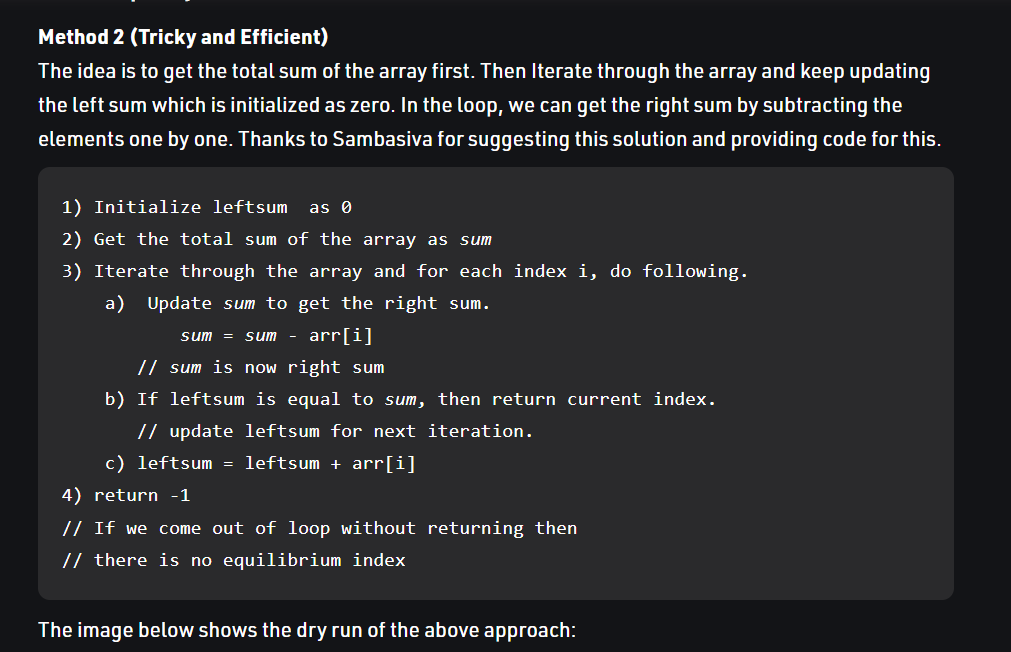 Method 2 (Tricky and Efficient)
The idea is to get the total sum of the array first. Then Iterate through the array and keep updating
the left sum which is initialized as zero. In the loop, we can get the right sum by subtracting the
elements one by one. Thanks to Sambasiva for suggesting this solution and providing code for this.
1) Initialize leftsum  as 0
2) Get the total sum of the array as sum
3) Iterate through the array and for each index i, do following.
    a)  Update sum to get the right sum.
           sum = sum - arr[i]
       // sum is now right sum
    b) If leftsum is equal to sum, then return current index.
       // update leftsum for next iteration.
    c) leftsum = leftsum + arr[i]
4) return -1
// If we come out of loop without returning then
// there is no equilibrium index
The image below shows the dry run of the above approach: